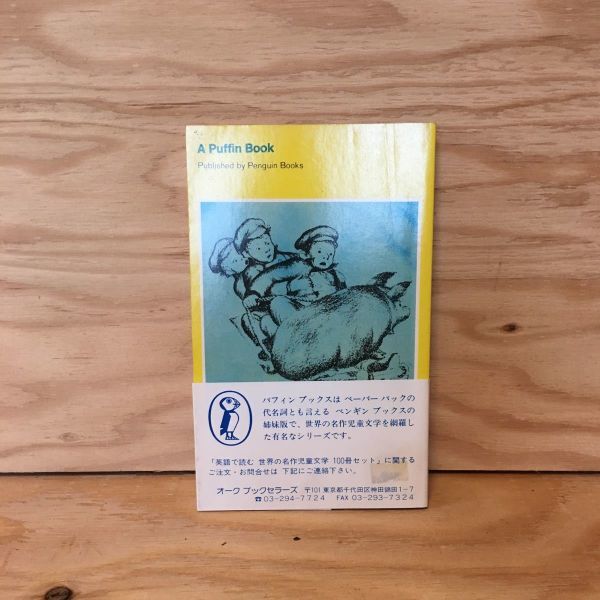 A Puffin Book
Published by Penguin Books
パフィン ブックスは ペーパー バックの
代名詞とも言える ペンギン ブックスの
姉妹版で、世界の名作児童文学を網羅し
た有名なシリーズです。
「英語で読む 世界の名作児童文学 100冊セット」に関する
ご注文・お問合せは 下記にご連絡下さい。
オーク ブックセラーズ 〒101 東京都千代田区神田錦町1-7
☎03-294-7724 FAX 03-293-7324